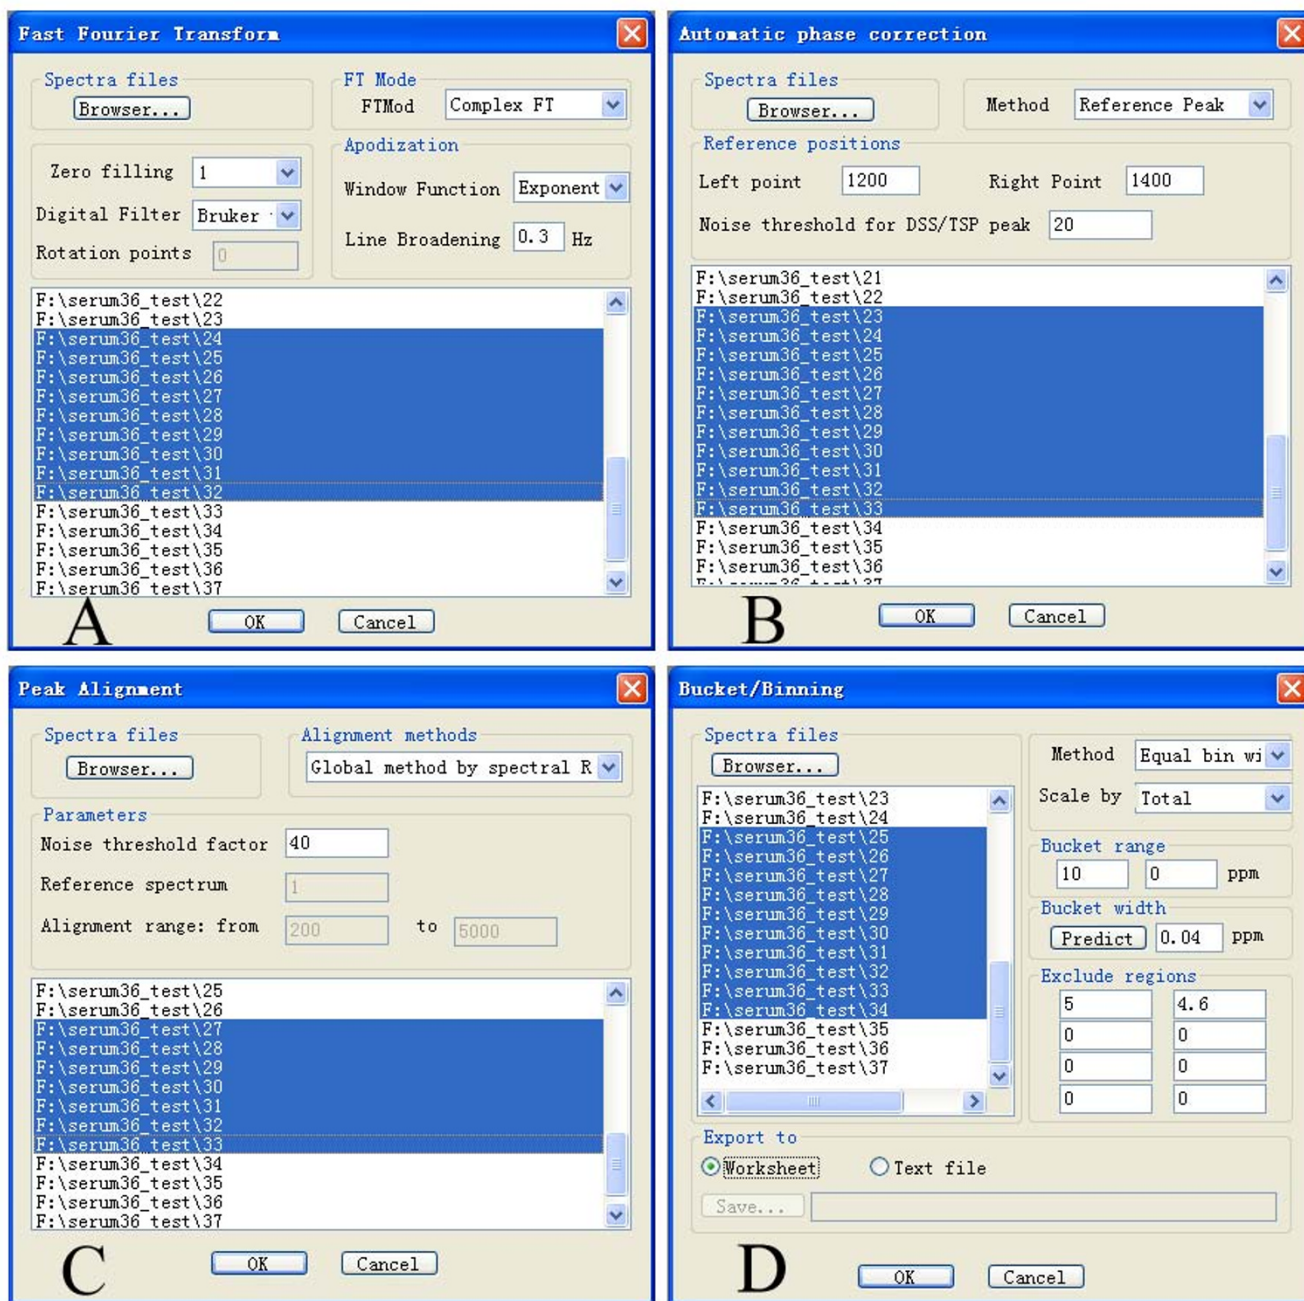 Fast Fourier Transform
Spectra files
Browser...
FT Mode
FTMod Complex FT
Zero filling 1
Digital Filter Bruker
Rotation points 0
Apodization
Window Function Exponent
Line Broadening 0.3 Hz
F:\serum36_test\22
F:\serum36_test\23
F:\serum36_test\24
F:\serum36_test\25
F:\serum36_test\26
F:\serum36_test\27
F:\serum36_test\28
F:\serum36_test\29
F:\serum36_test\30
F:\serum36_test\31
F:\serum36_test\32
F:\serum36_test\33
F:\serum36_test\34
F:\serum36_test\35
F:\serum36_test\36
F:\serum36_test\37
A
OK Cancel
Automatic phase correction
Spectra files
Browser...
Method Reference Peak
Reference positions
Left point 1200 Right Point 1400
Noise threshold for DSS/TSP peak 20
F:\serum36_test\21
F:\serum36_test\22
F:\serum36_test\23
F:\serum36_test\24
F:\serum36_test\25
F:\serum36_test\26
F:\serum36_test\27
F:\serum36_test\28
F:\serum36_test\29
F:\serum36_test\30
F:\serum36_test\31
F:\serum36_test\32
F:\serum36_test\33
F:\serum36_test\34
F:\serum36_test\35
F:\serum36_test\36
F:\serum36_test\37
B
OK Cancel
Peak Alignment
Spectra files
Browser...
Alignment methods
Global method by spectral R
Parameters
Noise threshold factor 40
Reference spectrum 1
Alignment range: from 200 to 5000
F:\serum36_test\25
F:\serum36_test\26
F:\serum36_test\27
F:\serum36_test\28
F:\serum36_test\29
F:\serum36_test\30
F:\serum36_test\31
F:\serum36_test\32
F:\serum36_test\33
F:\serum36_test\34
F:\serum36_test\35
F:\serum36_test\36
F:\serum36_test\37
C
OK Cancel
Bucket/Binning
Spectra files
Browser...
F:\serum36_test\23
F:\serum36_test\24
F:\serum36_test\25
F:\serum36_test\26
F:\serum36_test\27
F:\serum36_test\28
F:\serum36_test\29
F:\serum36_test\30
F:\serum36_test\31
F:\serum36_test\32
F:\serum36_test\33
F:\serum36_test\34
F:\serum36_test\35
F:\serum36_test\36
F:\serum36_test\37
Method Equal bin wi
Scale by Total
Bucket range
10 0 ppm
Bucket width
Predict 0.04 ppm
Exclude regions
5 4.6
0 0
0 0
0 0
Export to
Worksheet Text file
Save...
D
OK Cancel